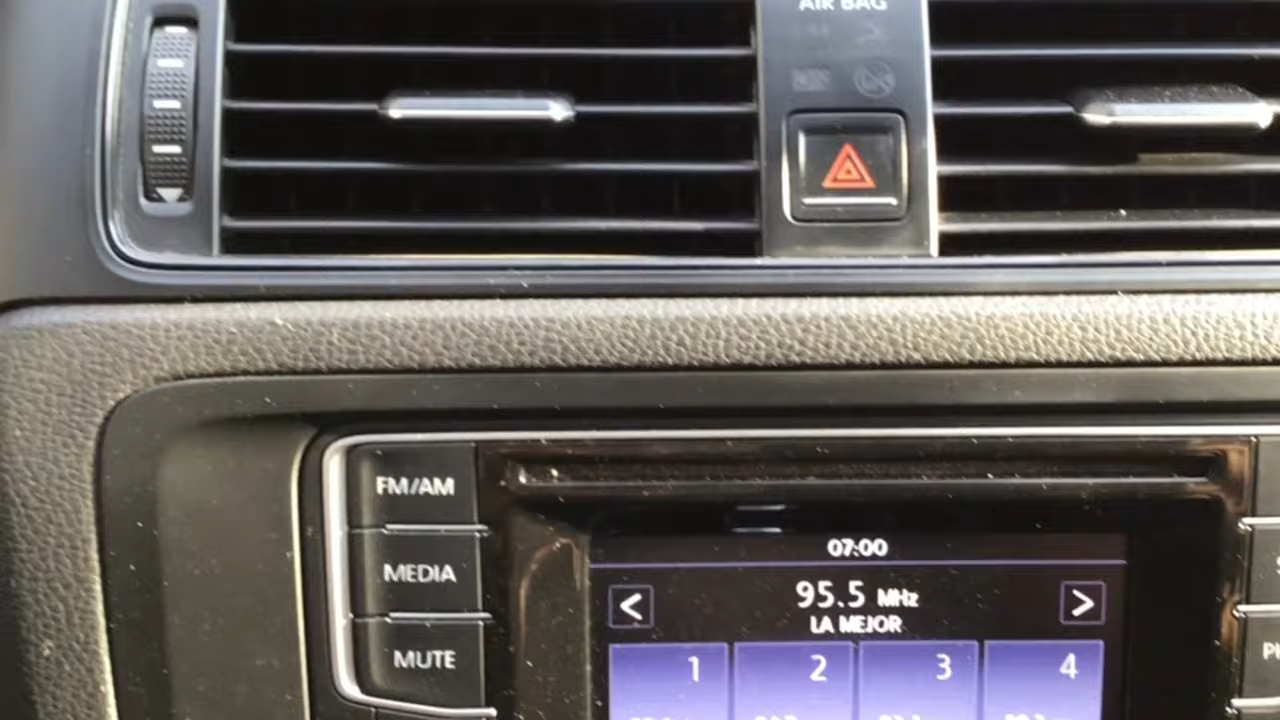 AIR BAG
FM/AM
MEDIA
MUTE
07:00
<
95.5 MHz
>
LA MEJOR
1
2
3
4